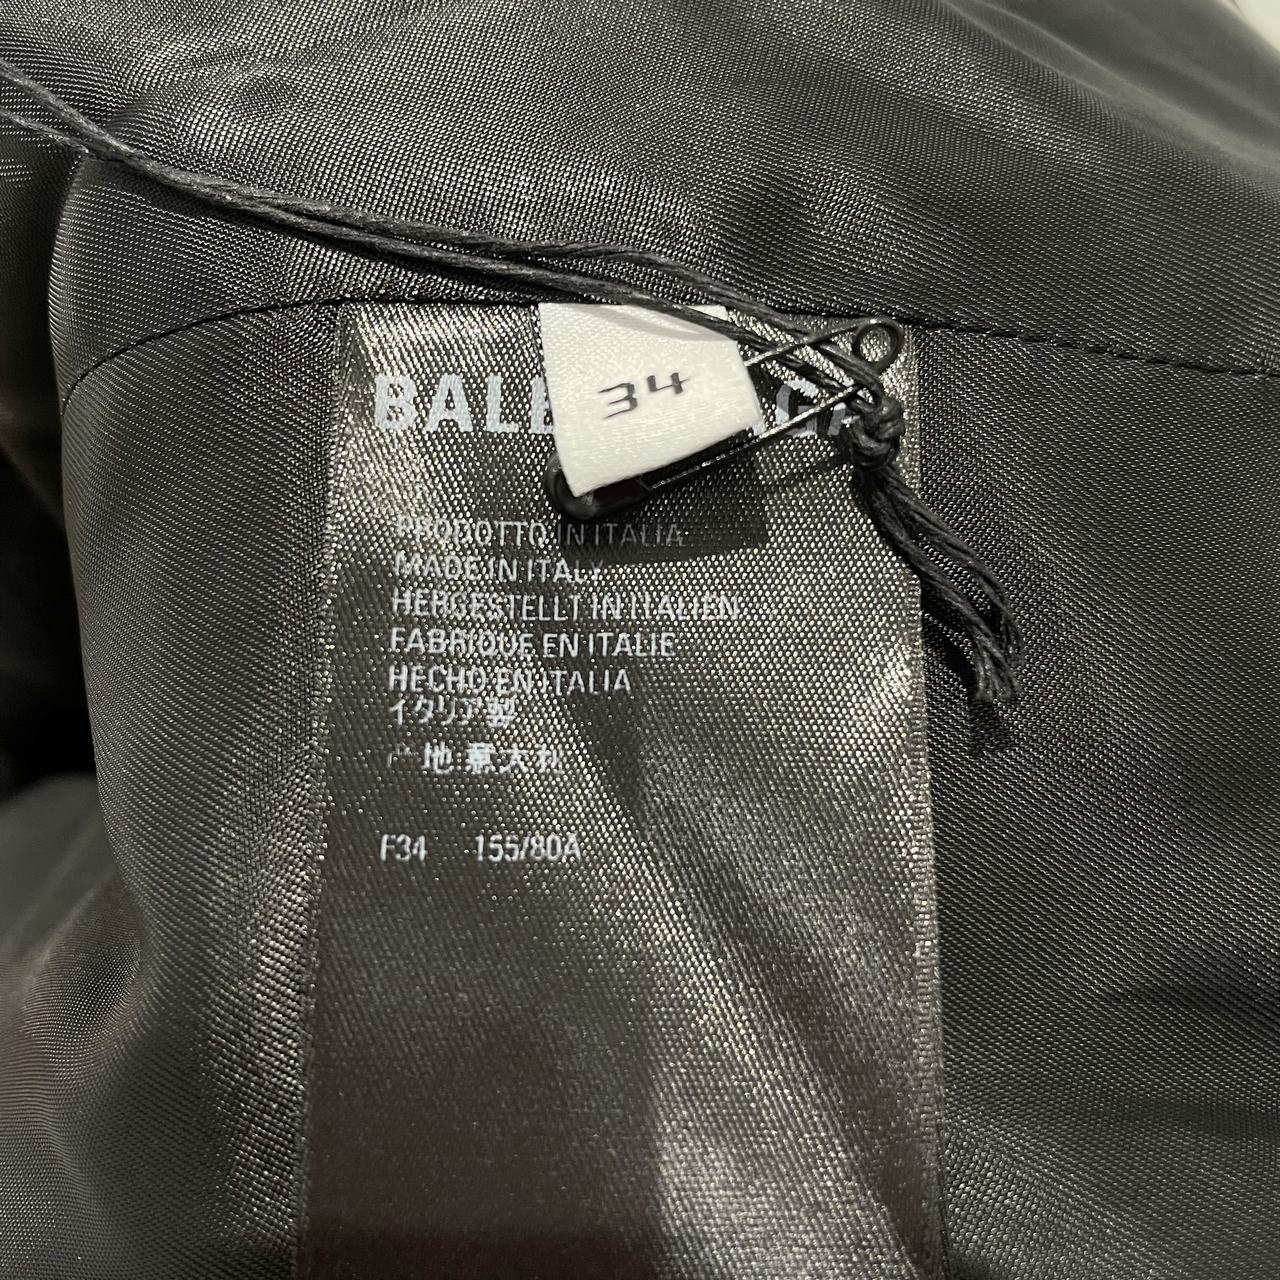 34
PRODOTTO IN ITALIA
MADE IN ITALY
HERGESTELLT IN ITALIEN
FABRIQUE EN ITALIE
HECHO EN ITALIA
イタリア製
产地:意大利
F34 155/80A